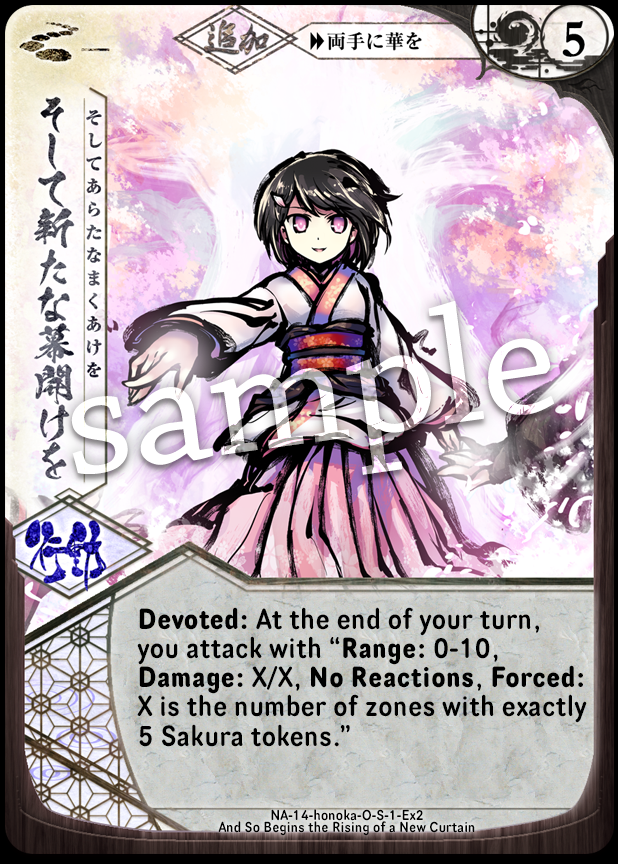 追加
両手に華を
5
そしてあらたなまくあけを
そして新たな幕開けを
sample
行動
Devoted: At the end of your turn,
you attack with “Range: 0-10,
Damage: X/X, No Reactions, Forced:
X is the number of zones with exactly
5 Sakura tokens.”
NA-14-honoka-O-S-1-Ex2
And So Begins the Rising of a New Curtain